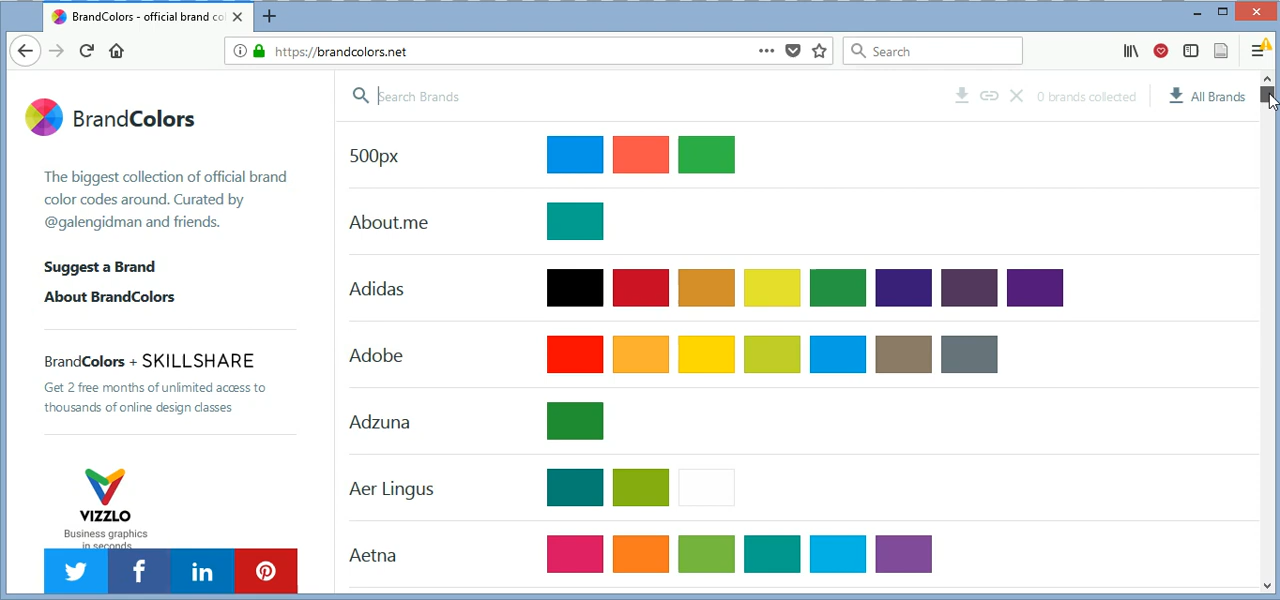 BrandColors - official brand co
https://brandcolors.net
Search
BrandColors
The biggest collection of official brand
color codes around. Curated by
@galengidman and friends.
Suggest a Brand
About BrandColors
BrandColors + SKILLSHARE
Get 2 free months of unlimited access to
thousands of online design classes
VIZZLO
Business graphics
in seconds
Search Brands
0 brands collected
All Brands
500px
About.me
Adidas
Adobe
Adzuna
Aer Lingus
Aetna